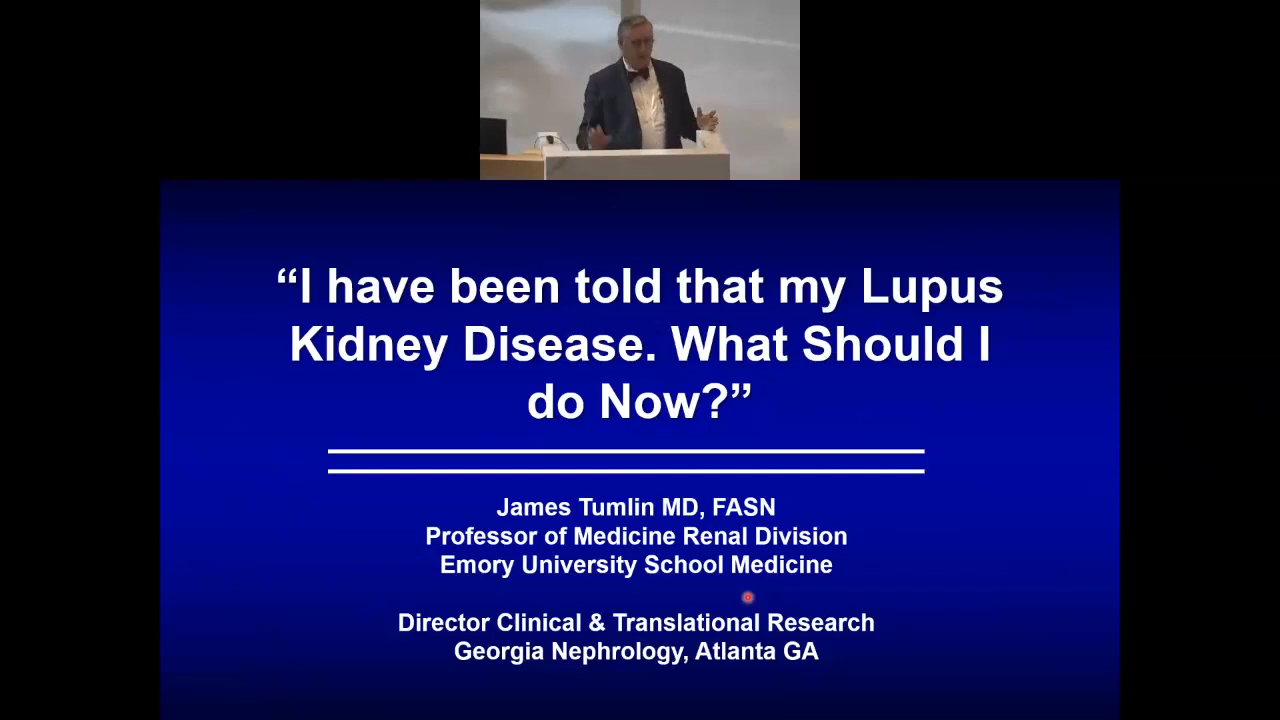 “I have been told that my Lupus
Kidney Disease. What Should I
do Now?”
James Tumlin MD, FASN
Professor of Medicine Renal Division
Emory University School Medicine
Director Clinical & Translational Research
Georgia Nephrology, Atlanta GA